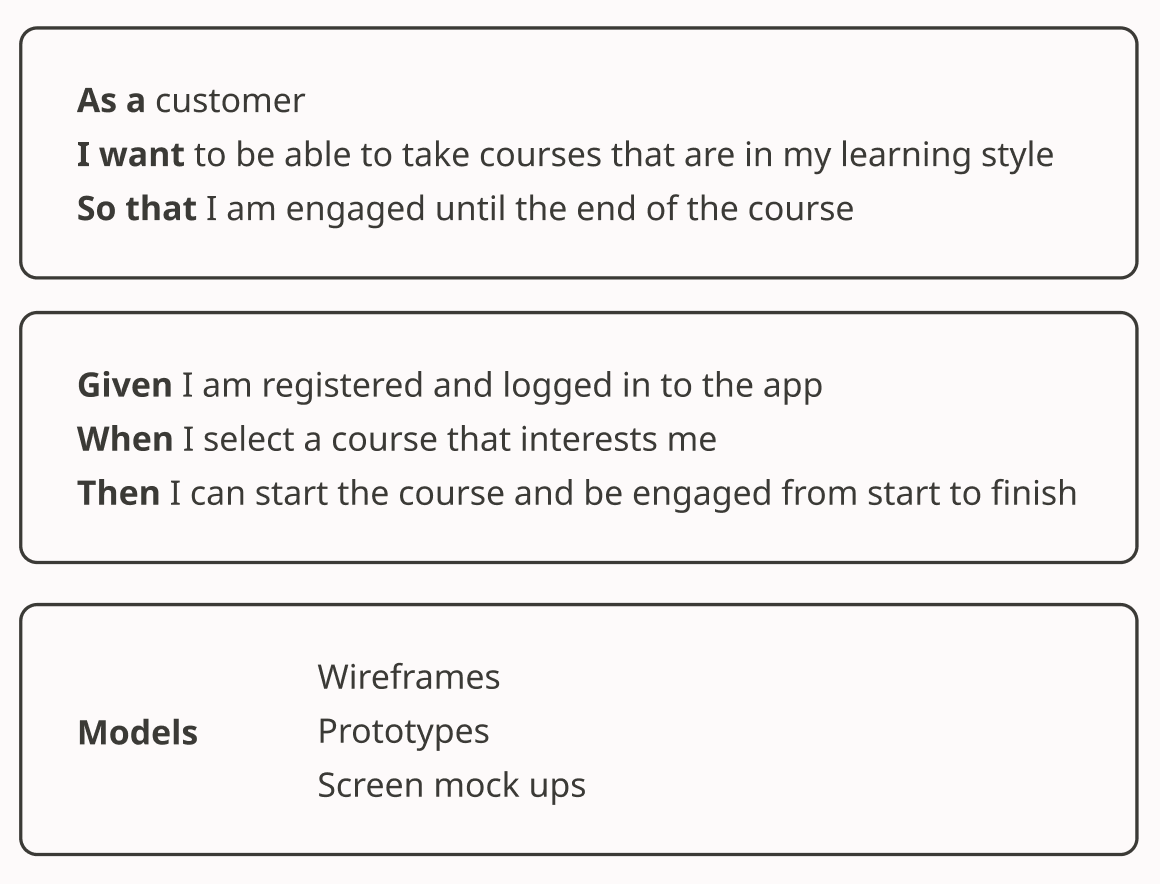 As a customer
I want to be able to take courses that are in my learning style
So that I am engaged until the end of the course
Given I am registered and logged in to the app
When I select a course that interests me
Then I can start the course and be engaged from start to finish
Models
Wireframes
Prototypes
Screen mock ups